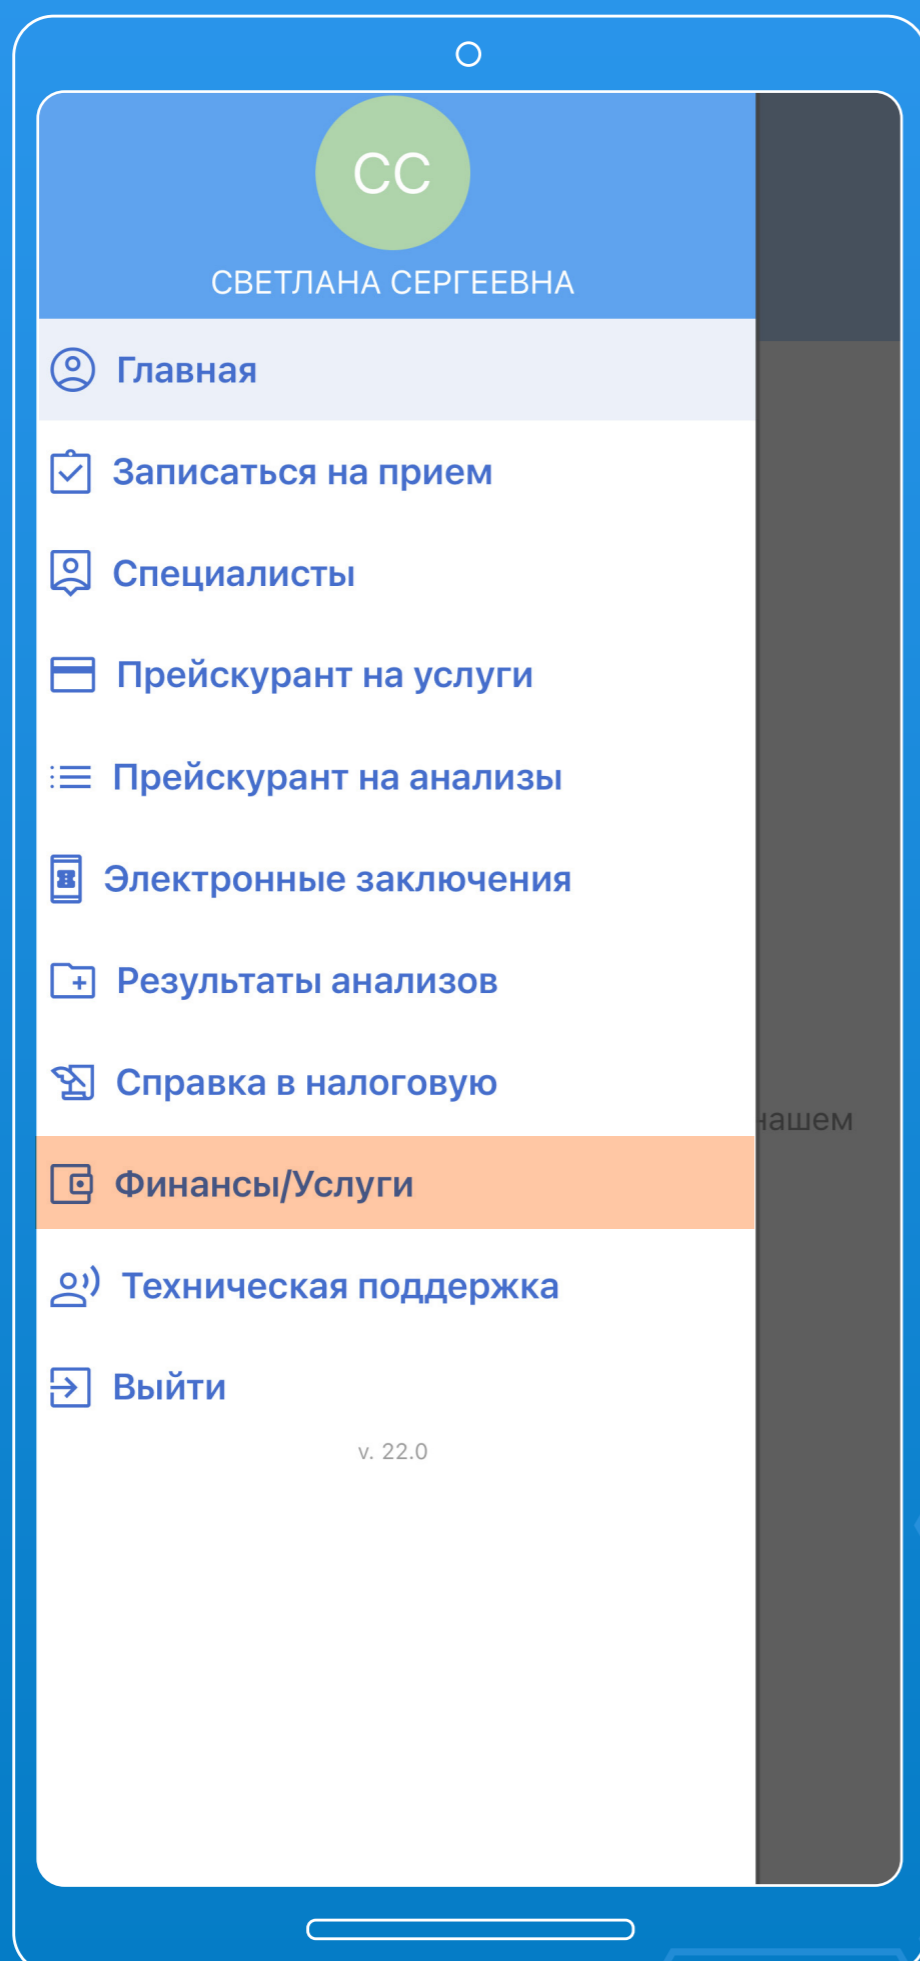 СС
СВЕТЛАНА СЕРГЕЕВНА
Главная
Записаться на прием
Специалисты
Прейскурант на услуги
Прейскурант на анализы
Электронные заключения
Результаты анализов
Справка в налоговую
нашем
Финансы/Услуги
Техническая поддержка
Выйти
v. 22.0